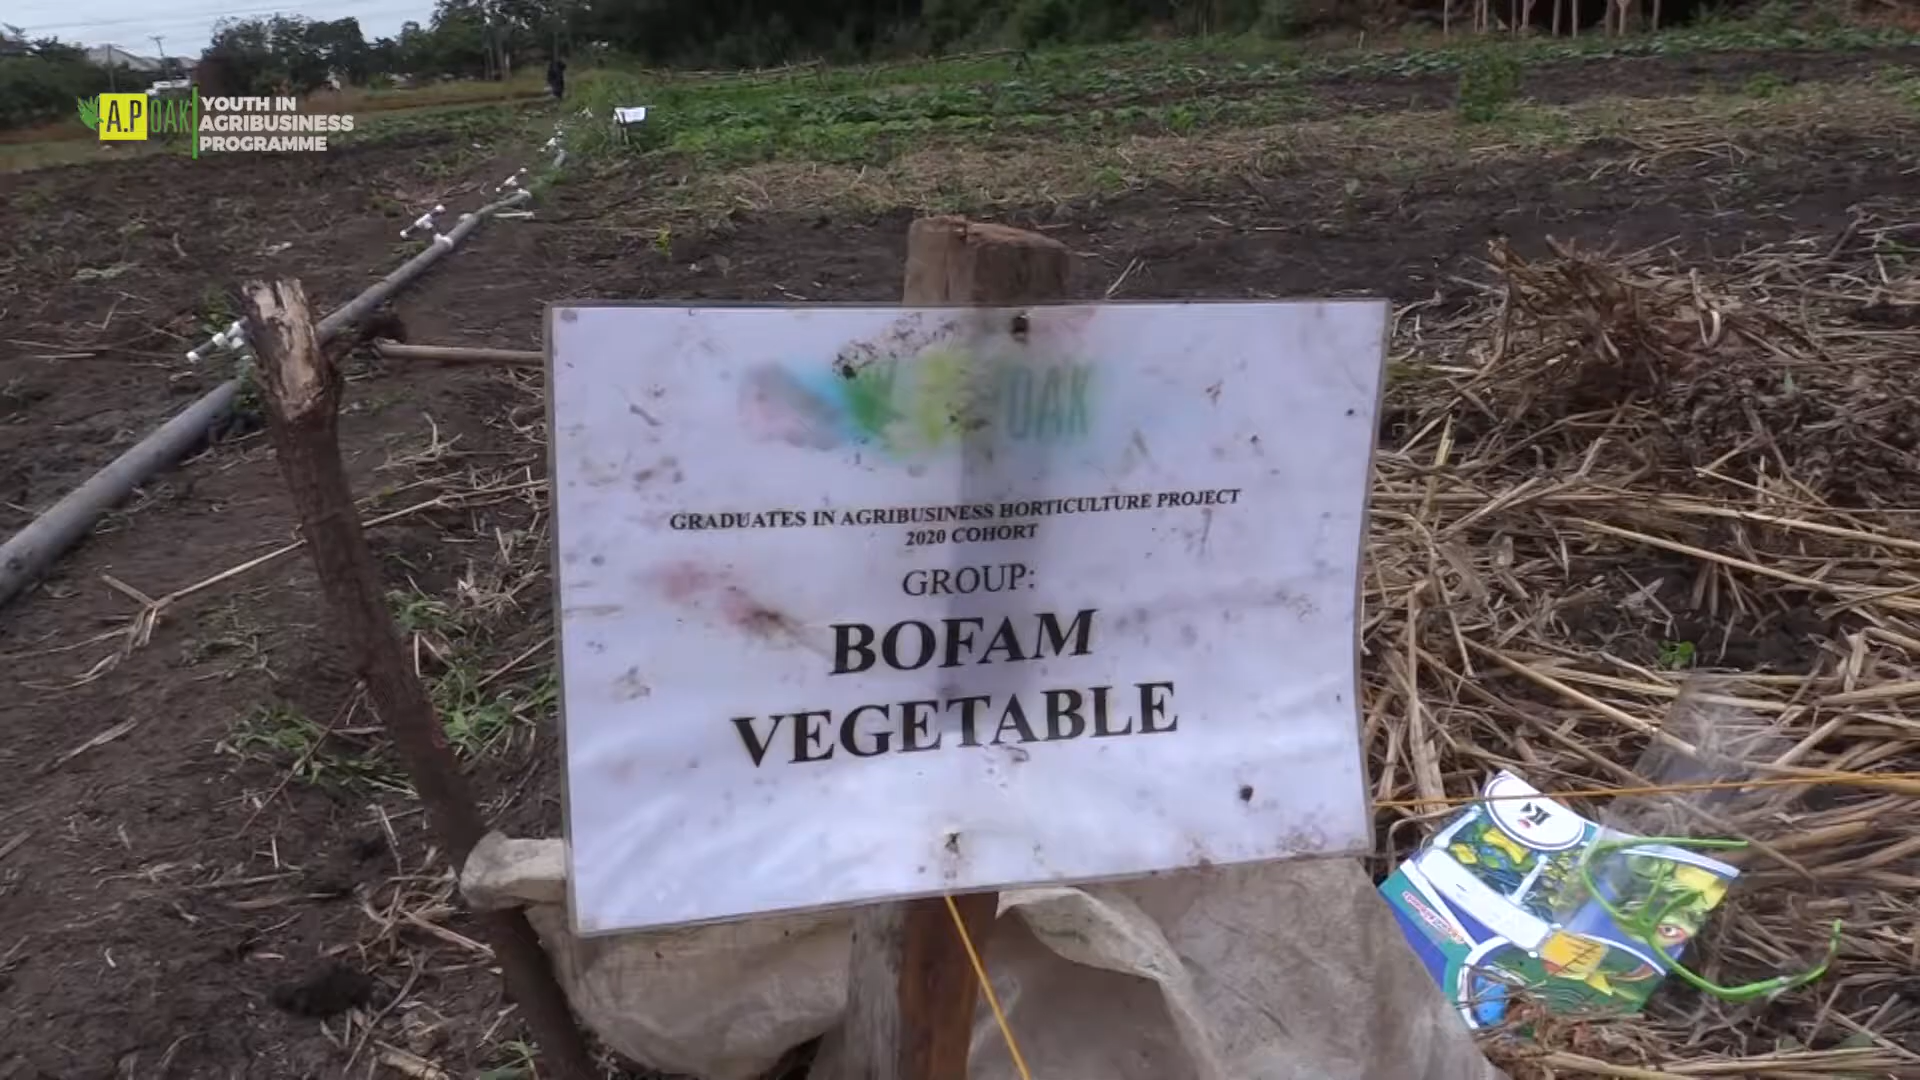 A.P OAK
YOUTH IN
AGRIBUSINESS
PROGRAMME
OAK
GRADUATES IN AGRIBUSINESS HORTICULTURE PROJECT
2020 COHORT
GROUP:
BOFAM
VEGETABLE